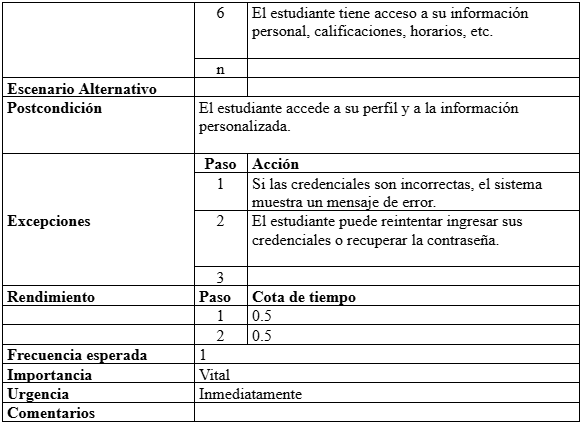 6 El estudiante tiene acceso a su información
personal, calificaciones, horarios, etc.
n
Escenario Alternativo
Postcondición El estudiante accede a su perfil y a la información
personalizada.
Excepciones
Paso Acción
1 Si las credenciales son incorrectas, el sistema
muestra un mensaje de error.
2 El estudiante puede reintentar ingresar sus
credenciales o recuperar la contraseña.
3
Rendimiento Paso Cota de tiempo
1 0.5
2 0.5
Frecuencia esperada 1
Importancia Vital
Urgencia Inmediatamente
Comentarios